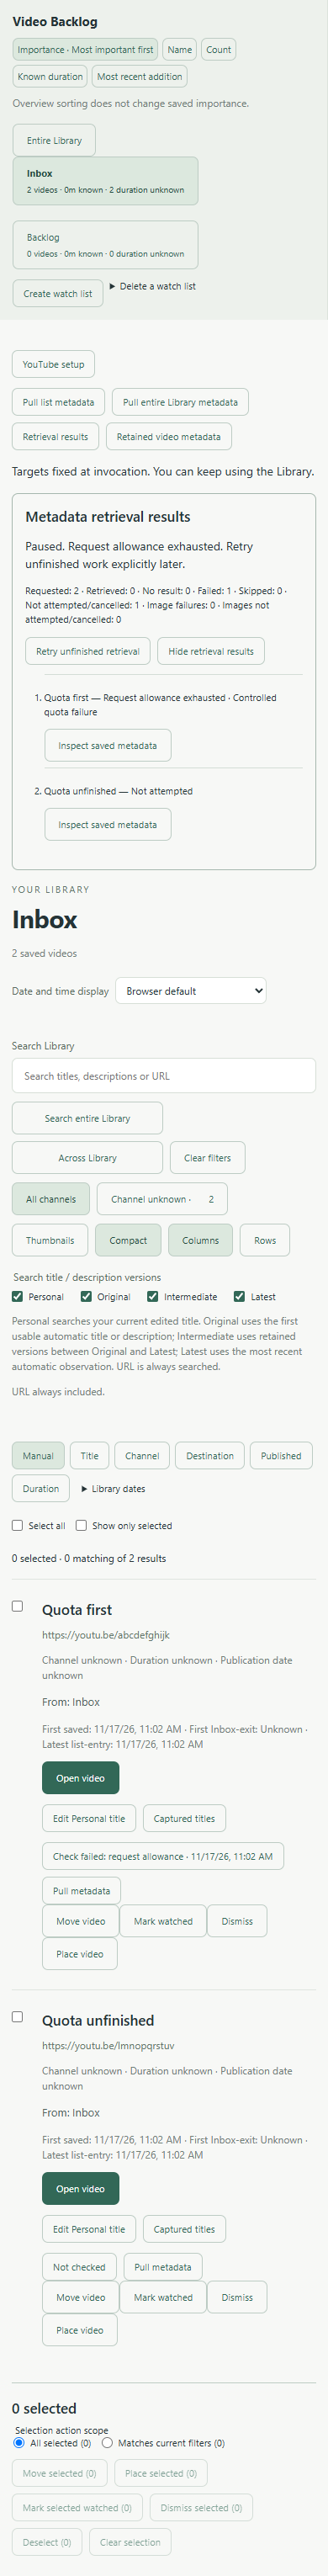 Video Backlog
Importance · Most important first
Name
Count
Known duration
Most recent addition
Overview sorting does not change saved importance.
Entire Library
Inbox
2 videos · 0m known · 2 duration unknown
Backlog
0 videos · 0m known · 0 duration unknown
Create watch list
▶ Delete a watch list
YouTube setup
Pull list metadata
Pull entire Library metadata
Retrieval results
Retained video metadata
Targets fixed at invocation. You can keep using the Library.
Metadata retrieval results
Paused. Request allowance exhausted. Retry
unfinished work explicitly later.
Requested: 2 · Retrieved: 0 · No result: 0 · Failed: 1 · Skipped: 0 ·
Not attempted/cancelled: 1 · Image failures: 0 · Images not
attempted/cancelled: 0
Retry unfinished retrieval
Hide retrieval results
1. Quota first — Request allowance exhausted · Controlled
quota failure
Inspect saved metadata
2. Quota unfinished — Not attempted
Inspect saved metadata
YOUR LIBRARY
Inbox
2 saved videos
Date and time display
Browser default
Search Library
Search titles, descriptions or URL
Search entire Library
Across Library
Clear filters
All channels
Channel unknown · 2
Thumbnails
Compact
Columns
Rows
Search title / description versions
Personal
Original
Intermediate
Latest
Personal searches your current edited title. Original uses the first
usable automatic title or description; Intermediate uses retained
versions between Original and Latest; Latest uses the most recent
automatic observation. URL is always searched.
URL always included.
Manual
Title
Channel
Destination
Published
Duration
▶ Library dates
Select all
Show only selected
0 selected · 0 matching of 2 results
Quota first
https://youtu.be/abcdefghijk
Channel unknown · Duration unknown · Publication date
unknown
From: Inbox
First saved: 11/17/26, 11:02 AM · First Inbox-exit: Unknown ·
Latest list-entry: 11/17/26, 11:02 AM
Open video
Edit Personal title
Captured titles
Check failed: request allowance · 11/17/26, 11:02 AM
Pull metadata
Move video
Mark watched
Dismiss
Place video
Quota unfinished
https://youtu.be/lmnopqrstuv
Channel unknown · Duration unknown · Publication date
unknown
From: Inbox
First saved: 11/17/26, 11:02 AM · First Inbox-exit: Unknown ·
Latest list-entry: 11/17/26, 11:02 AM
Open video
Edit Personal title
Captured titles
Not checked
Pull metadata
Move video
Mark watched
Dismiss
Place video
0 selected
Selection action scope
All selected (0)
Matches current filters (0)
Move selected (0)
Place selected (0)
Mark selected watched (0)
Dismiss selected (0)
Deselect (0)
Clear selection